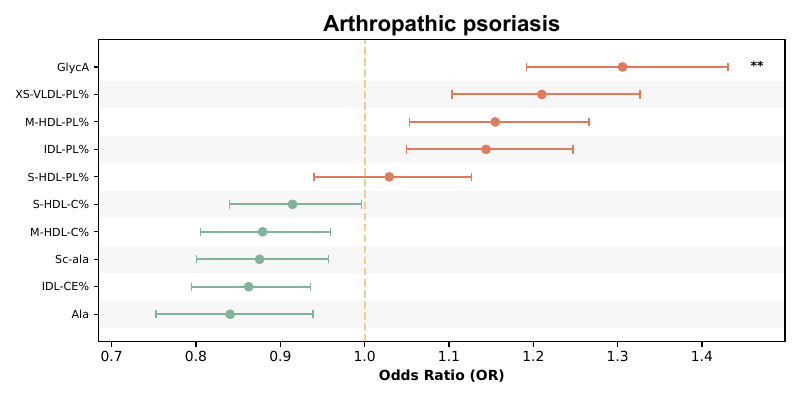 Arthropathic psoriasis
GlycA
**
XS-VLDL-PL%
M-HDL-PL%
IDL-PL%
S-HDL-PL%
S-HDL-C%
M-HDL-C%
Sc-ala
IDL-CE%
Ala
0.7 0.8 0.9 1.0 1.1 1.2 1.3 1.4
Odds Ratio (OR)